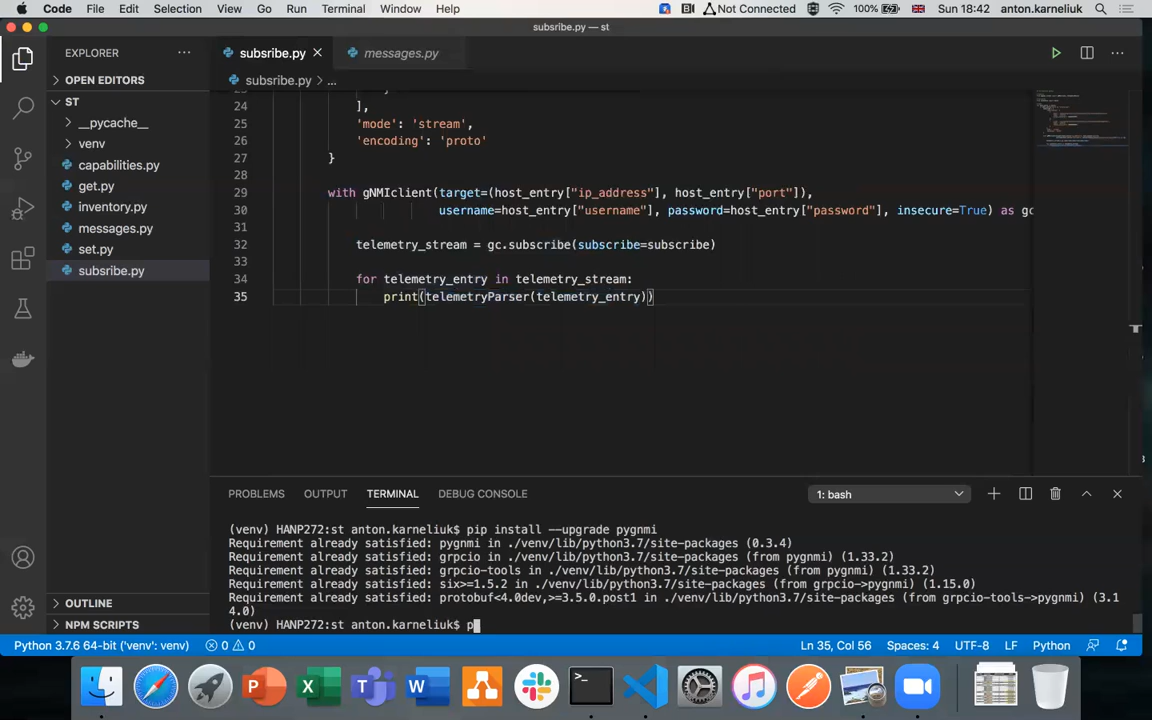 Code File Edit Selection View Go Run Terminal Window Help Not Connected 100% Sun 18:42 anton.karneliuk
subsribe.py — st
EXPLORER
subsribe.py
messages.py
OPEN EDITORS
subsribe.py > ...
ST
__pycache__
venv
capabilities.py
get.py
inventory.py
messages.py
set.py
subsribe.py
24 ],
25 'mode': 'stream',
26 'encoding': 'proto'
27 }
28
29 with gNMIclient(target=(host_entry["ip_address"], host_entry["port"]),
30 username=host_entry["username"], password=host_entry["password"], insecure=True) as gc
31
32 telemetry_stream = gc.subscribe(subscribe=subscribe)
33
34 for telemetry_entry in telemetry_stream:
35 print(telemetryParser(telemetry_entry))
PROBLEMS OUTPUT TERMINAL DEBUG CONSOLE 1: bash
(venv) HANP272:st anton.karneliuk$ pip install --upgrade pygnmi
Requirement already satisfied: pygnmi in ./venv/lib/python3.7/site-packages (0.3.4)
Requirement already satisfied: grpcio in ./venv/lib/python3.7/site-packages (from pygnmi) (1.33.2)
Requirement already satisfied: grpcio-tools in ./venv/lib/python3.7/site-packages (from pygnmi) (1.33.2)
Requirement already satisfied: six>=1.5.2 in ./venv/lib/python3.7/site-packages (from grpcio->pygnmi) (1.15.0)
Requirement already satisfied: protobuf<4.0dev,>=3.5.0.post1 in ./venv/lib/python3.7/site-packages (from grpcio-tools->pygnmi) (3.1
4.0)
(venv) HANP272:st anton.karneliuk$ p
OUTLINE
NPM SCRIPTS
Python 3.7.6 64-bit ('venv': venv) 0 0 Ln 35, Col 56 Spaces: 4 UTF-8 LF Python